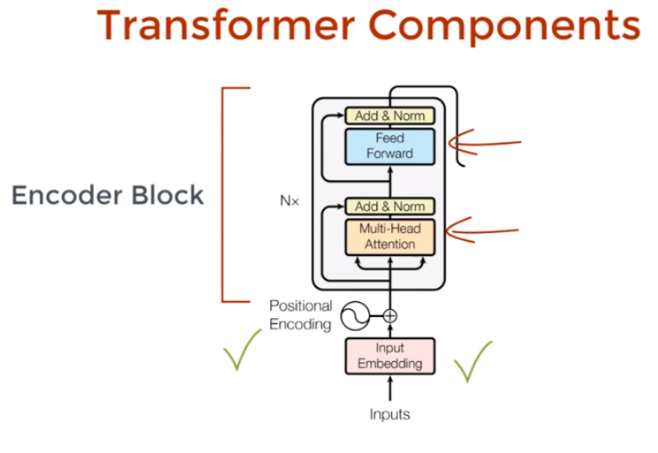 Transformer Components
Encoder Block
Nx
Add & Norm
Feed
Forward
Add & Norm
Multi-Head
Attention
Positional
Encoding
Input
Embedding
Inputs